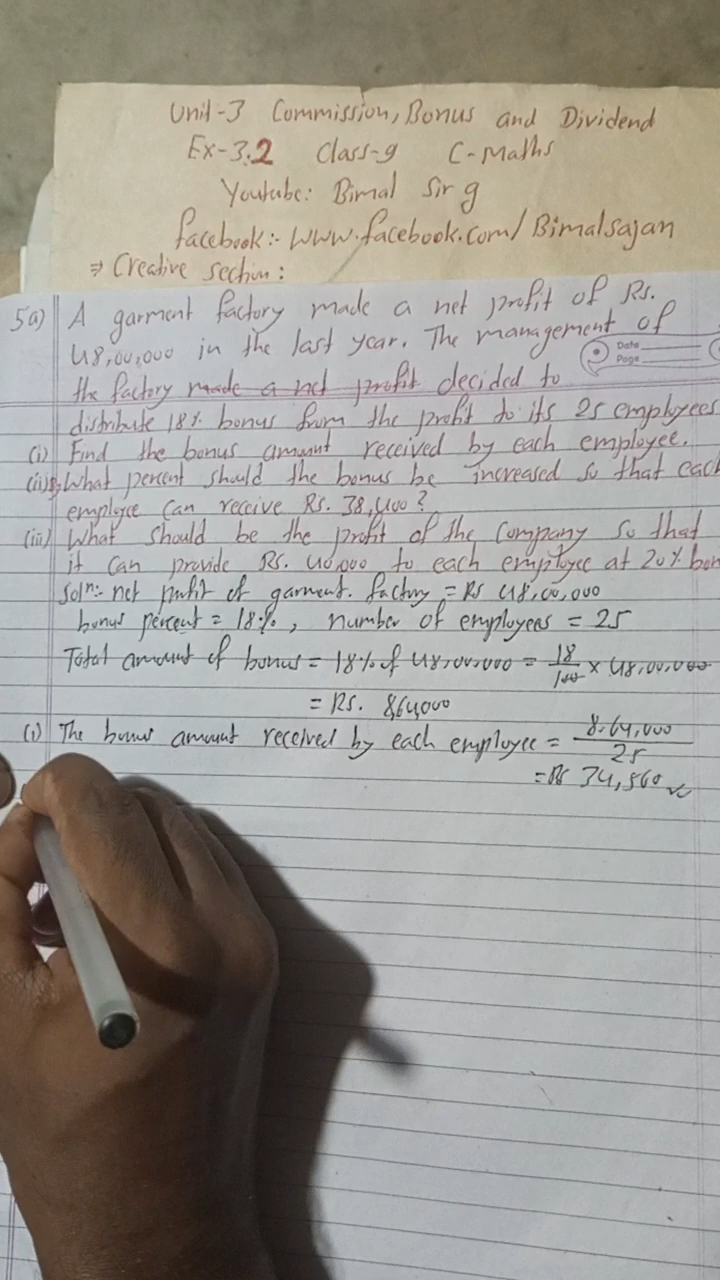 Unit-3 Commission, Bonus and Dividend
Ex-3.2 Class-9 C-Maths
Youtube: Bimal Sir g
facebook:- www.facebook.com/Bimalsajan
⇒ Creative section:
5a) A garment factory made a net profit of Rs.
48,00,000 in the last year. The management of
Date
Page
the factory made a net profit decided to
distribute 18% bonus from the profit to its 25 employees
(i) Find the bonus amount received by each employee.
(ii) What percent should the bonus be increased so that each
employee can receive Rs. 38,400?
(iii) What should be the profit of the company so that
it can provide Rs. 40,000 to each employee at 20% bon
Soln:- net profit of garment. factory = Rs 48,00,000
bonus percent = 18%, number of employees = 25
Total amount of bonus = 18% of 48,00,000 = 18/100 × 48,00,000
= Rs. 864,000
(i) The bonus amount received by each employee = 8,64,000/25
= Rs 34,560